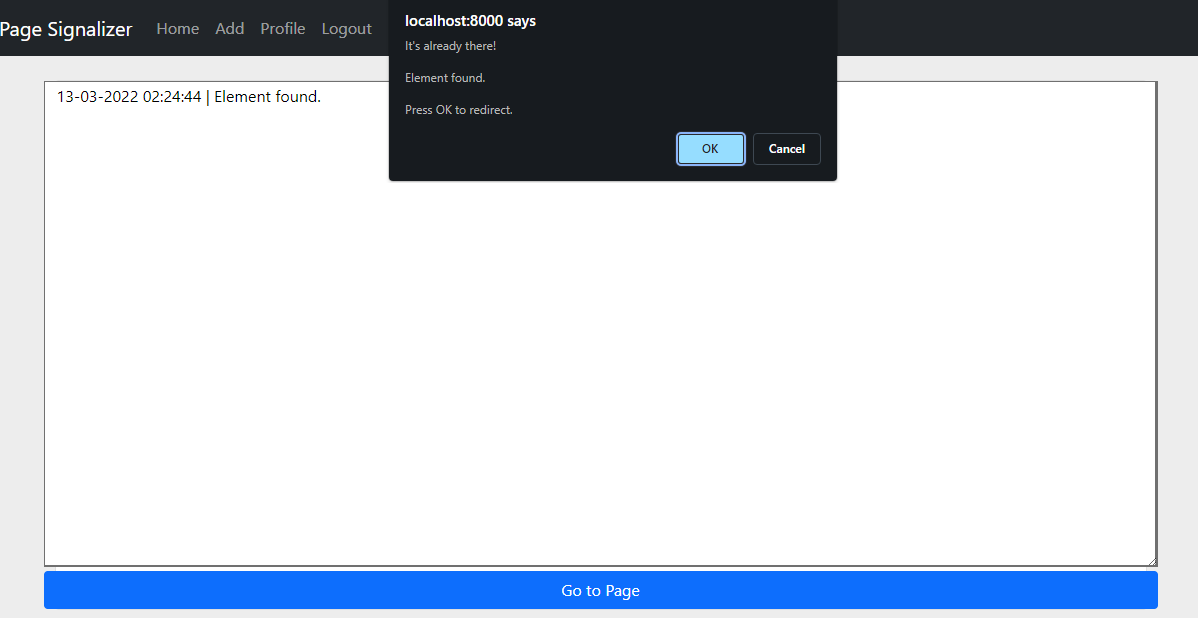 Page Signalizer Home Add Profile Logout
localhost:8000 says
It's already there!
Element found.
Press OK to redirect.
OK Cancel
13-03-2022 02:24:44 | Element found.
Go to Page